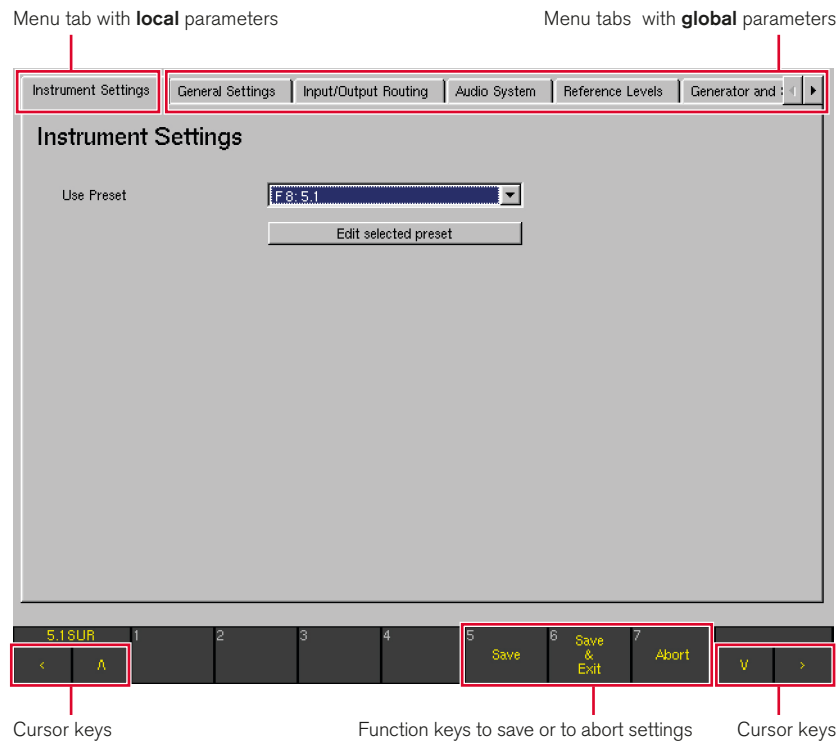 Menu tab with local parameters
Menu tabs with global parameters
Instrument Settings
General Settings
Input/Output Routing
Audio System
Reference Levels
Generator and
Instrument Settings
Use Preset
F8: 5.1
Edit selected preset
5.1SUR
< Λ
1
2
3
4
5
Save
6
Save
&
Exit
7
Abort
V >
Cursor keys
Function keys to save or to abort settings
Cursor keys